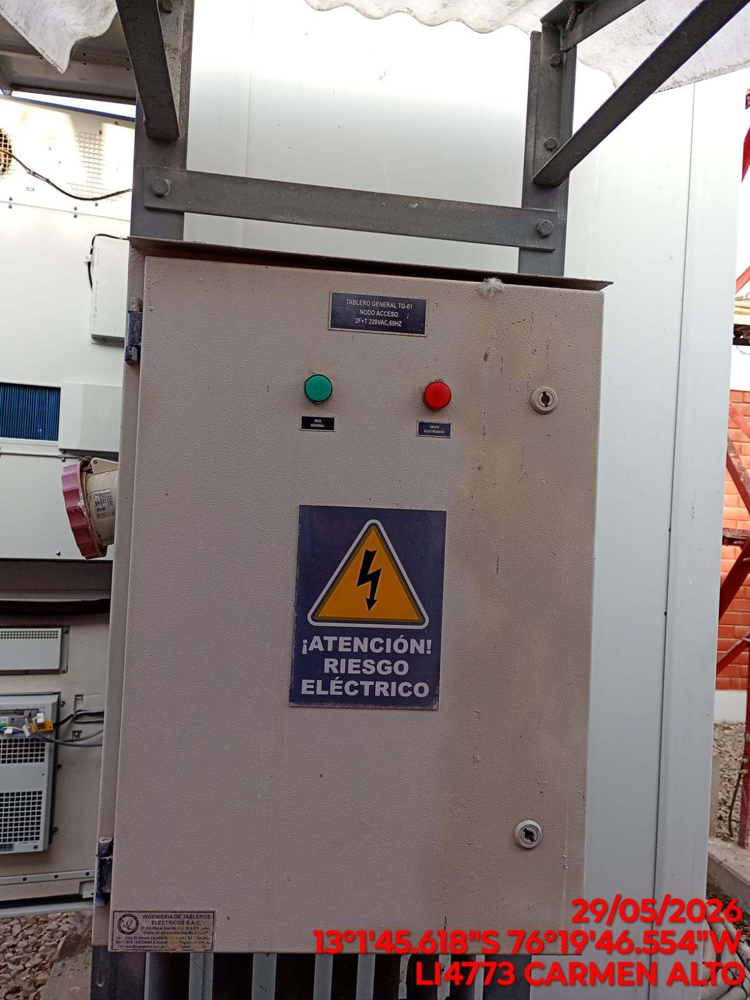 TABLERO GENERAL TG-01
NODO ACCESO
2F+T 220VAC,60HZ
RED
NORMAL
GRUPO
ELECTROGENO
¡ATENCIÓN!
RIESGO
ELÉCTRICO
INGENIERIA DE TABLEROS
ELECTRICOS S.A.C.
29/05/2026
13°1'45.618"S 76°19'46.554"W
LI4773 CARMEN ALTO